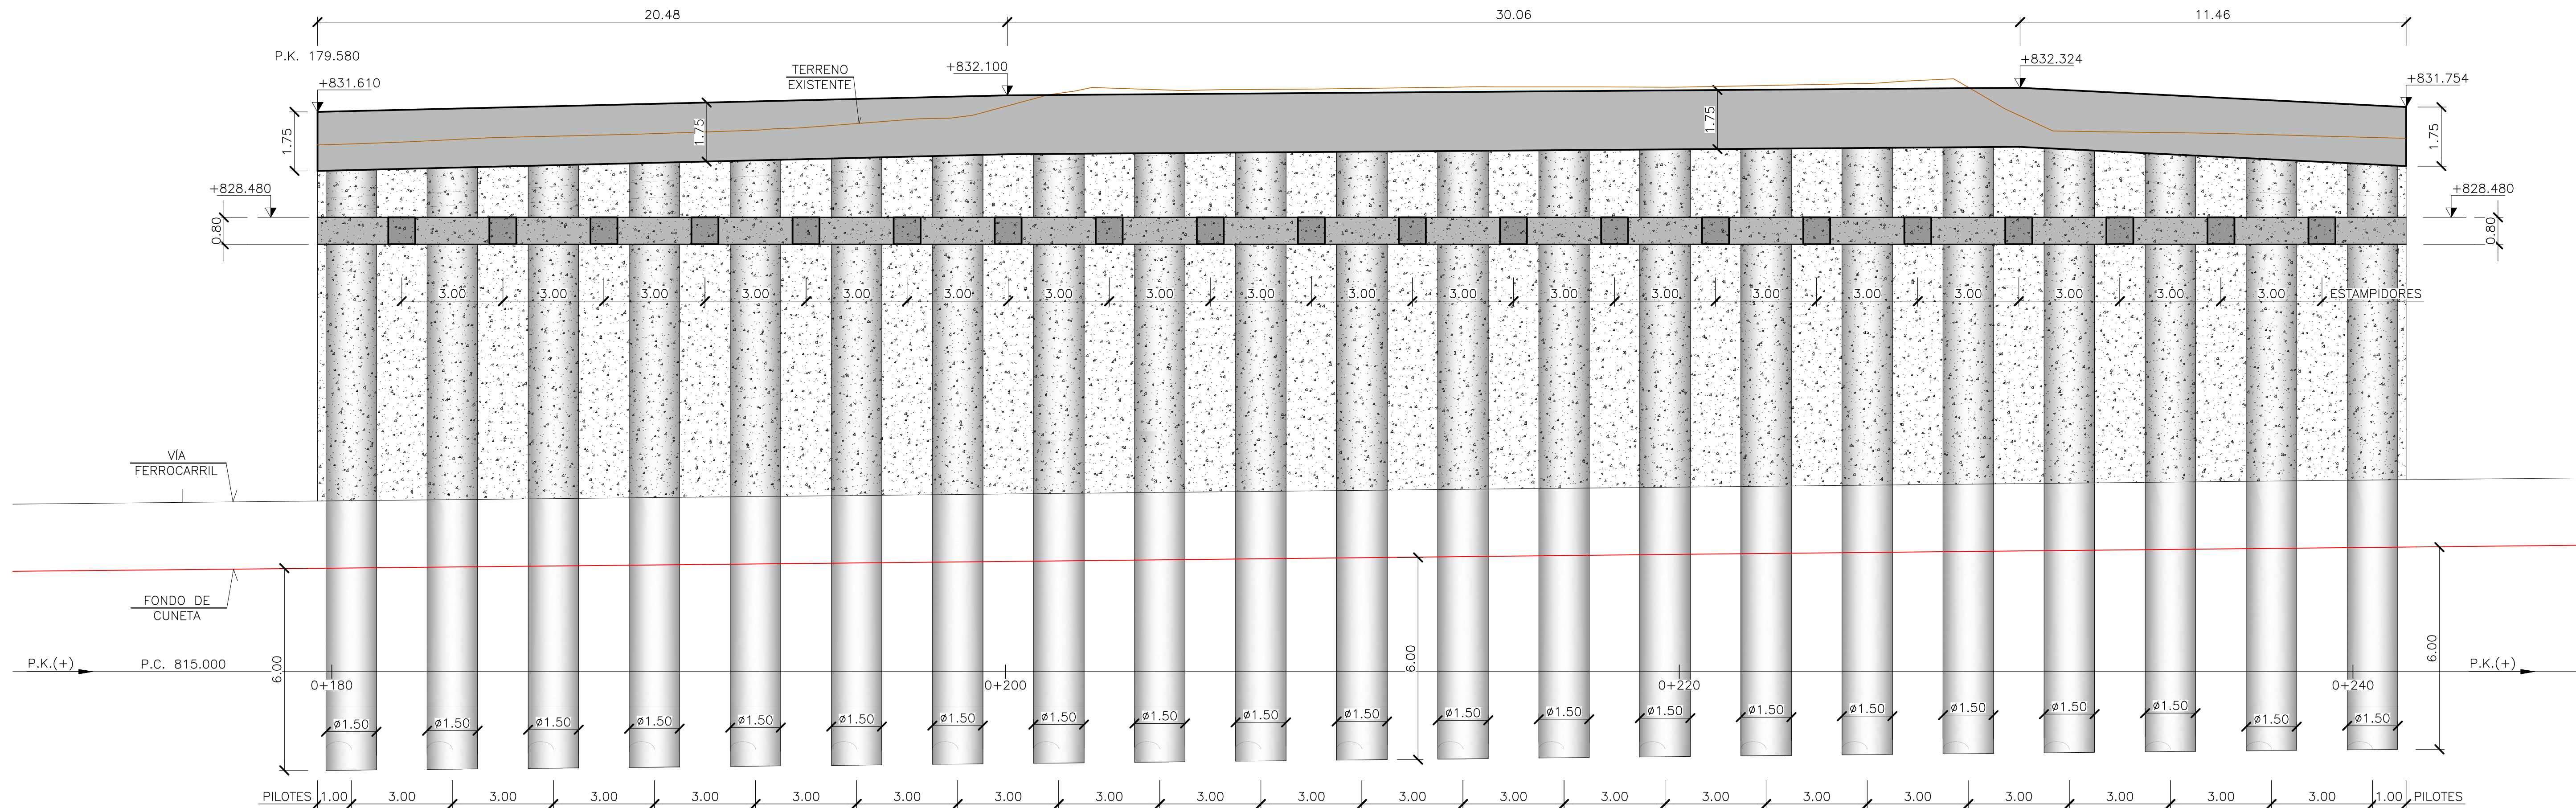 20.48 30.06 11.46
P.K. 179.580
+831.610
TERRENO
EXISTENTE
+832.100
+832.324
+831.754
1.75 1.75 1.75 1.75
+828.480 +828.480
0.80 0.80
3.00 3.00 3.00 3.00 3.00 3.00 3.00 3.00 3.00 3.00 3.00 3.00 3.00 3.00 3.00 3.00 3.00 3.00 3.00 ESTAMPIDORES
VÍA
FERROCARRIL
FONDO DE
CUNETA
6.00 6.00 6.00
P.K.(+) P.C. 815.000 P.K.(+)
0+180 0+200 0+220 0+240
ø1.50 ø1.50 ø1.50 ø1.50 ø1.50 ø1.50 ø1.50 ø1.50 ø1.50 ø1.50 ø1.50 ø1.50 ø1.50 ø1.50 ø1.50 ø1.50 ø1.50 ø1.50 ø1.50 ø1.50 ø1.50
PILOTES 1.00 3.00 3.00 3.00 3.00 3.00 3.00 3.00 3.00 3.00 3.00 3.00 3.00 3.00 3.00 3.00 3.00 3.00 3.00 3.00 3.00 1.00 PILOTES